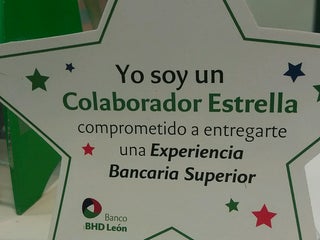 Yo soy un
Colaborador Estrella
comprometido a entregarte
una Experiencia
Bancaria Superior
Banco
BHD León